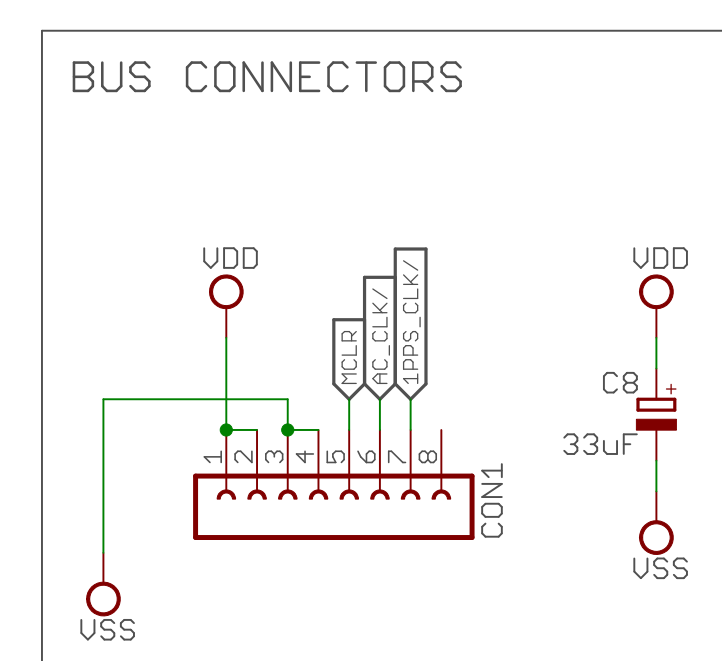 BUS CONNECTORS
VDD
VDD
MCLR
AC_CLK/
1PPS_CLK/
C8
+
33uF
1
2
3
4
5
6
7
8
CON1
VSS
VSS